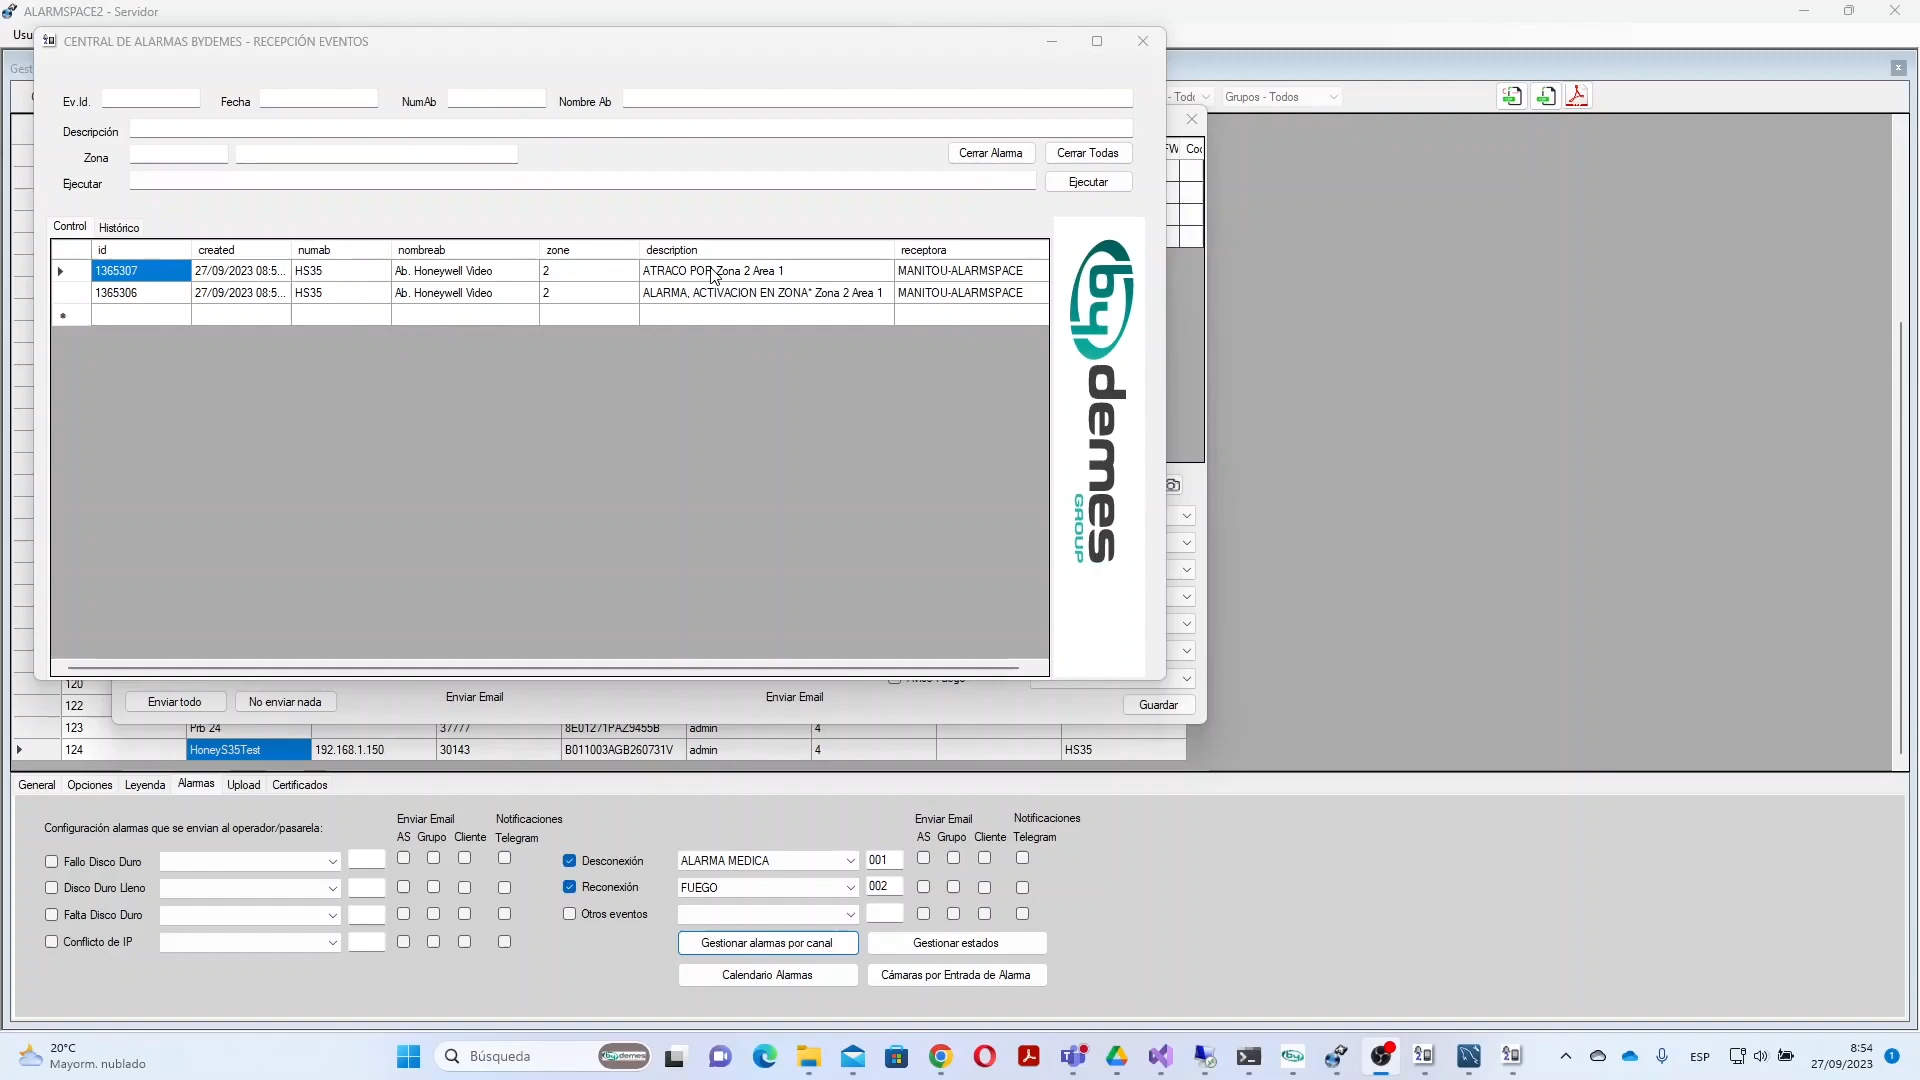 ALARMSPACE2 - Servidor
Usu
CENTRAL DE ALARMAS BYDEMES - RECEPCIÓN EVENTOS
Gest
Ev.Id.
Fecha
NumAb
Nombre Ab
Grupos - Todos
Descripción
Zona
Cerrar Alarma
Cerrar Todas
Ejecutar
Ejecutar
Control
Histórico
id created numab nombreab zone description receptora
1365307 27/09/2023 08:5... HS35 Ab. Honeywell Video 2 ATRACO POR Zona 2 Area 1 MANITOU-ALARMSPACE
1365306 27/09/2023 08:5... HS35 Ab. Honeywell Video 2 ALARMA, ACTIVACION EN ZONA* Zona 2 Area 1 MANITOU-ALARMSPACE
by demes
GROUP
120
Enviar todo
No enviar nada
Enviar Email
Enviar Email
Guardar
122
123 Prb 24 37777 8E01271PAZ9455B admin 4
124 HoneyS35Test 192.168.1.150 30143 B011003AGB260731V admin 4 HS35
General Opciones Leyenda Alarmas Upload Certificados
Configuración alarmas que se envian al operador/pasarela:
Enviar Email Notificaciones
AS Grupo Cliente Telegram
Enviar Email Notificaciones
AS Grupo Cliente Telegram
Fallo Disco Duro
Desconexión ALARMA MEDICA 001
Disco Duro Lleno
Reconexión FUEGO 002
Falta Disco Duro
Otros eventos
Conflicto de IP
Gestionar alarmas por canal
Gestionar estados
Calendario Alarmas
Cámaras por Entrada de Alarma
20°C
Mayorm. nublado
Búsqueda
by demes
ESP
8:54
27/09/2023
1